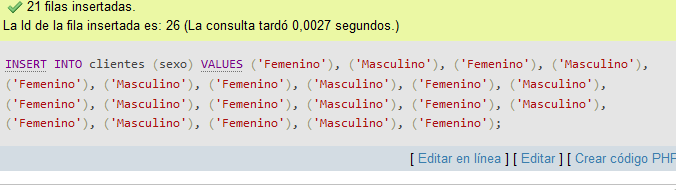 21 filas insertadas.
La Id de la fila insertada es: 26 (La consulta tardó 0,0027 segundos.)
INSERT INTO clientes (sexo) VALUES ('Femenino'), ('Masculino'), ('Femenino'), ('Masculino'),
('Femenino'), ('Masculino'), ('Masculino'), ('Femenino'), ('Masculino'),
('Femenino'), ('Masculino'), ('Masculino'), ('Femenino'), ('Masculino'),
('Femenino'), ('Masculino'), ('Femenino'), ('Masculino'), ('Femenino');
[ Editar en línea ] [ Editar ] [ Crear código PHP